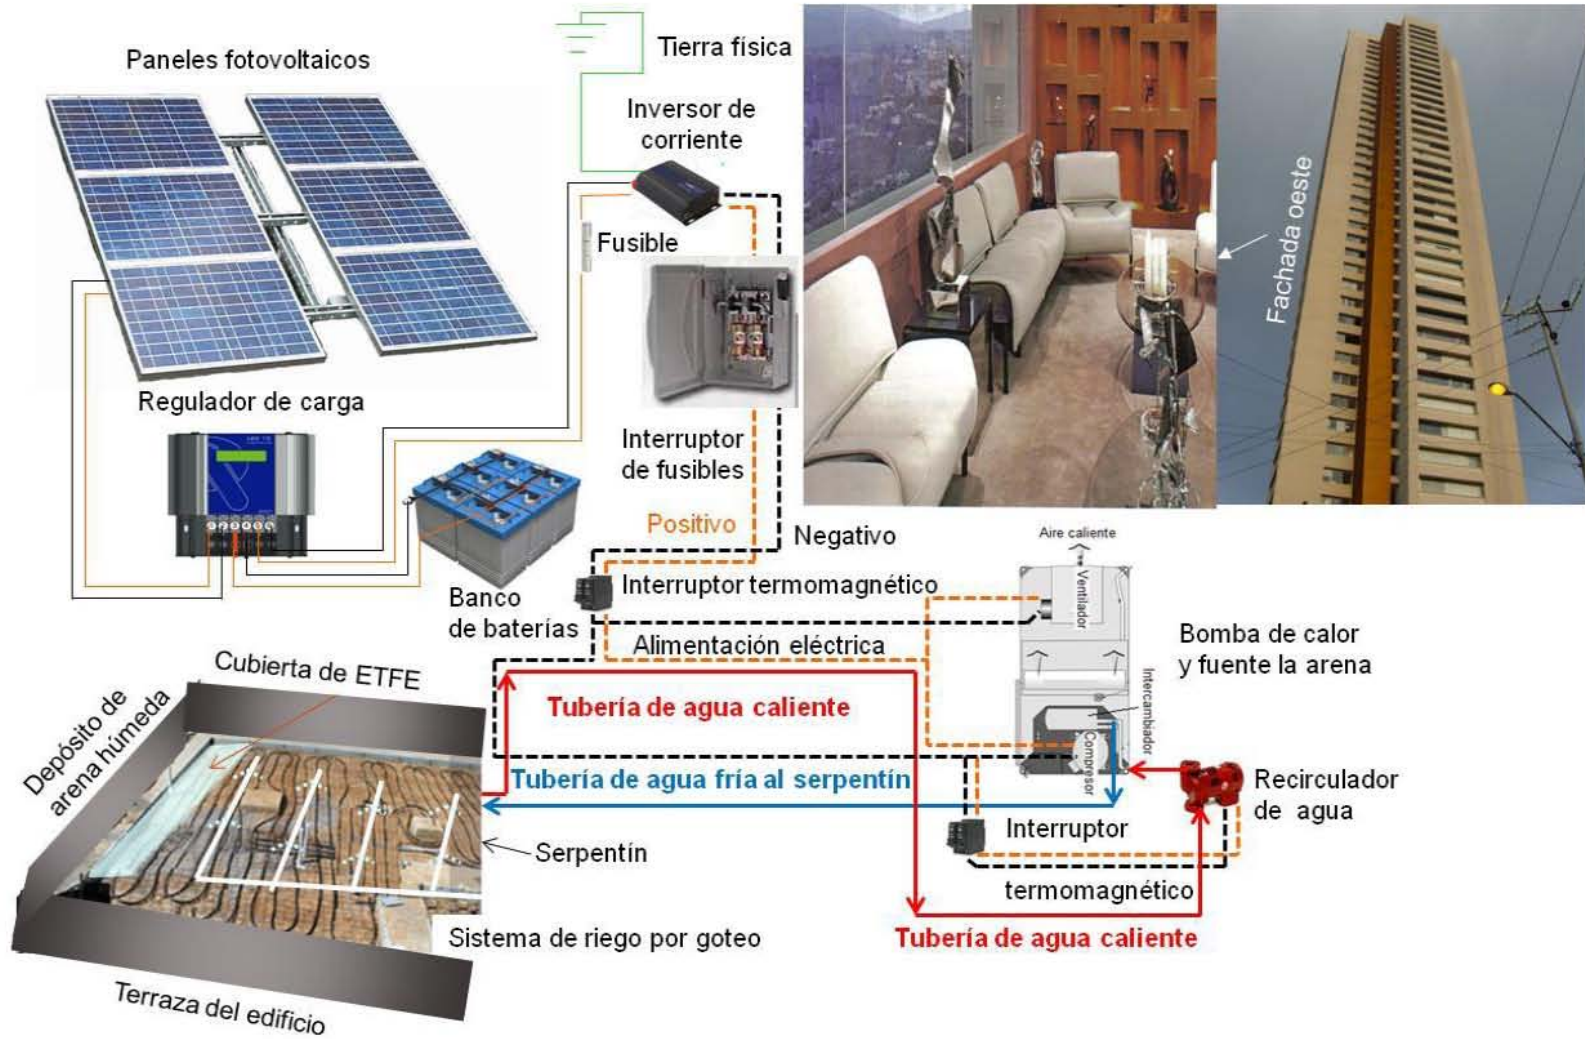 Paneles fotovoltaicos
Tierra física
Inversor de
corriente
Fusible
Fachada oeste
Regulador de carga
Interruptor
de fusibles
Positivo
Negativo
Aire caliente
Ventilador
Interruptor termomagnético
Banco
de baterías
Alimentación eléctrica
Bomba de calor
y fuente la arena
Intercambiador
Compresor
Cubierta de ETFE
Depósito de
arena húmeda
Tubería de agua caliente
Tubería de agua fría al serpentín
Recirculador
de agua
Interruptor
termomagnético
Serpentín
Tubería de agua caliente
Sistema de riego por goteo
Terraza del edificio